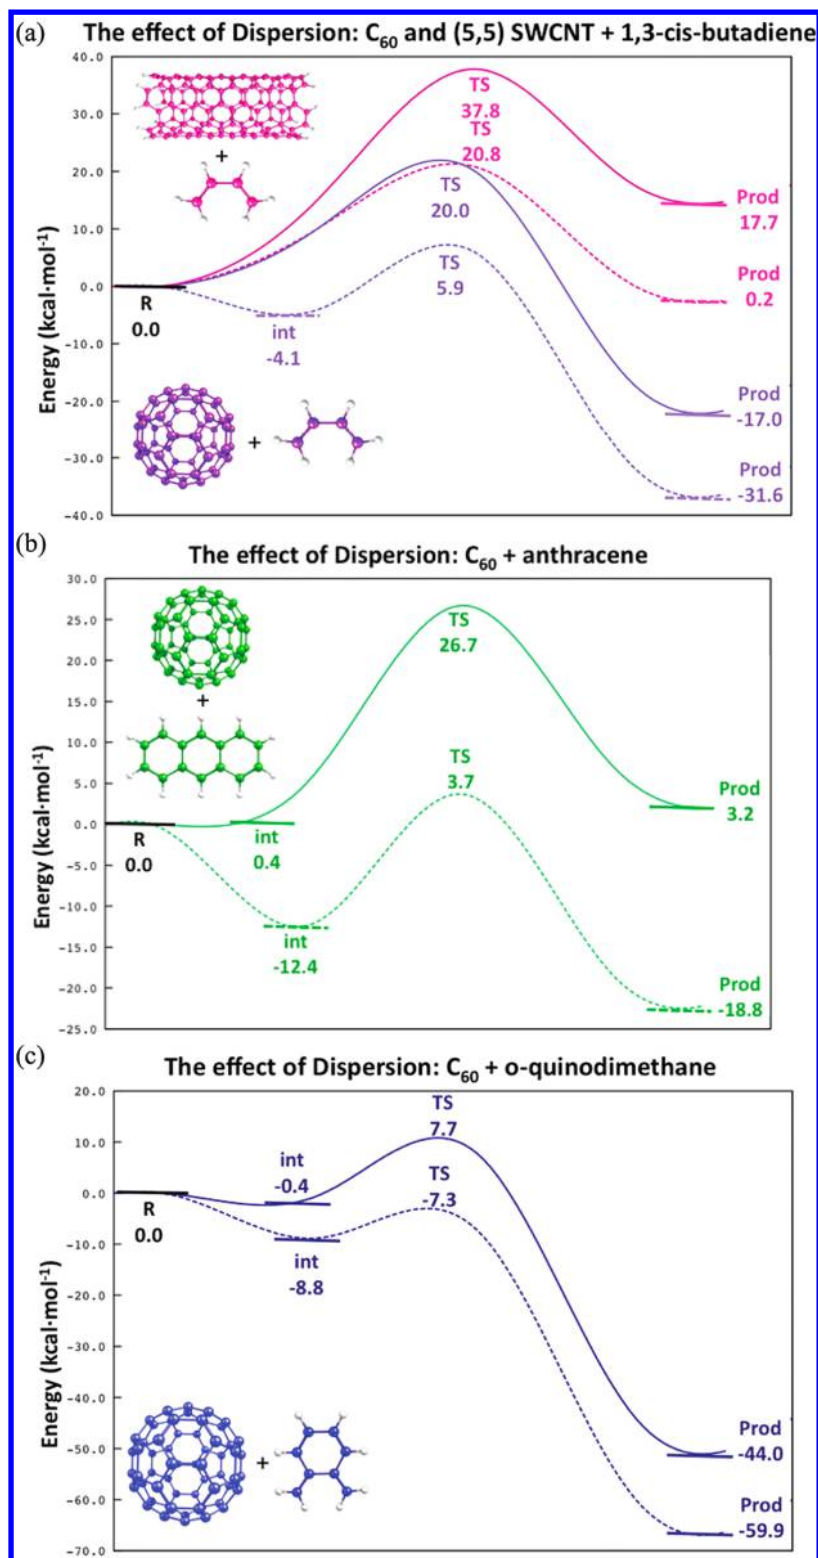 (a)
The effect of Dispersion: C₆₀ and (5,5) SWCNT + 1,3-cis-butadiene
Energy (kcal·mol⁻¹)
40.0
30.0
20.0
10.0
0.0
-10.0
-20.0
-30.0
-40.0
+
TS
37.8
TS
20.8
TS
20.0
TS
5.9
R
0.0
int
-4.1
Prod
17.7
Prod
0.2
Prod
-17.0
Prod
-31.6
+
(b)
The effect of Dispersion: C₆₀ + anthracene
Energy (kcal·mol⁻¹)
30.0
25.0
20.0
15.0
10.0
5.0
0.0
-5.0
-10.0
-15.0
-20.0
-25.0
+
TS
26.7
TS
3.7
R
0.0
int
0.4
int
-12.4
Prod
3.2
Prod
-18.8
(c)
The effect of Dispersion: C₆₀ + o-quinodimethane
Energy (kcal·mol⁻¹)
20.0
10.0
0.0
-10.0
-20.0
-30.0
-40.0
-50.0
-60.0
-70.0
TS
7.7
int
-0.4
TS
-7.3
R
0.0
int
-8.8
Prod
-44.0
Prod
-59.9
+